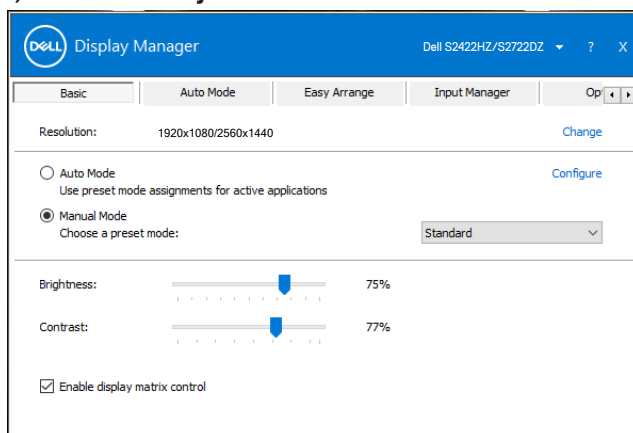 DELL Display Manager Dell S2422HZ/S2722DZ ? X
Basic Auto Mode Easy Arrange Input Manager Op
Resolution: 1920x1080/2560x1440 Change
Auto Mode Configure
Use preset mode assignments for active applications
Manual Mode
Choose a preset mode: Standard
Brightness: 75%
Contrast: 77%
Enable display matrix control